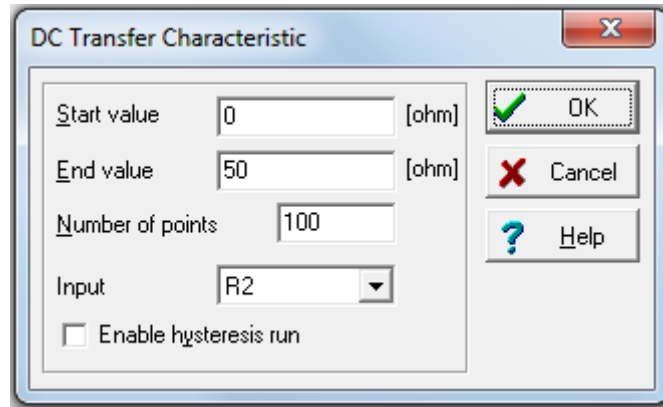 DC Transfer Characteristic
Start value 0 [ohm]
End value 50 [ohm]
Number of points 100
Input R2
Enable hysteresis run
OK
Cancel
Help